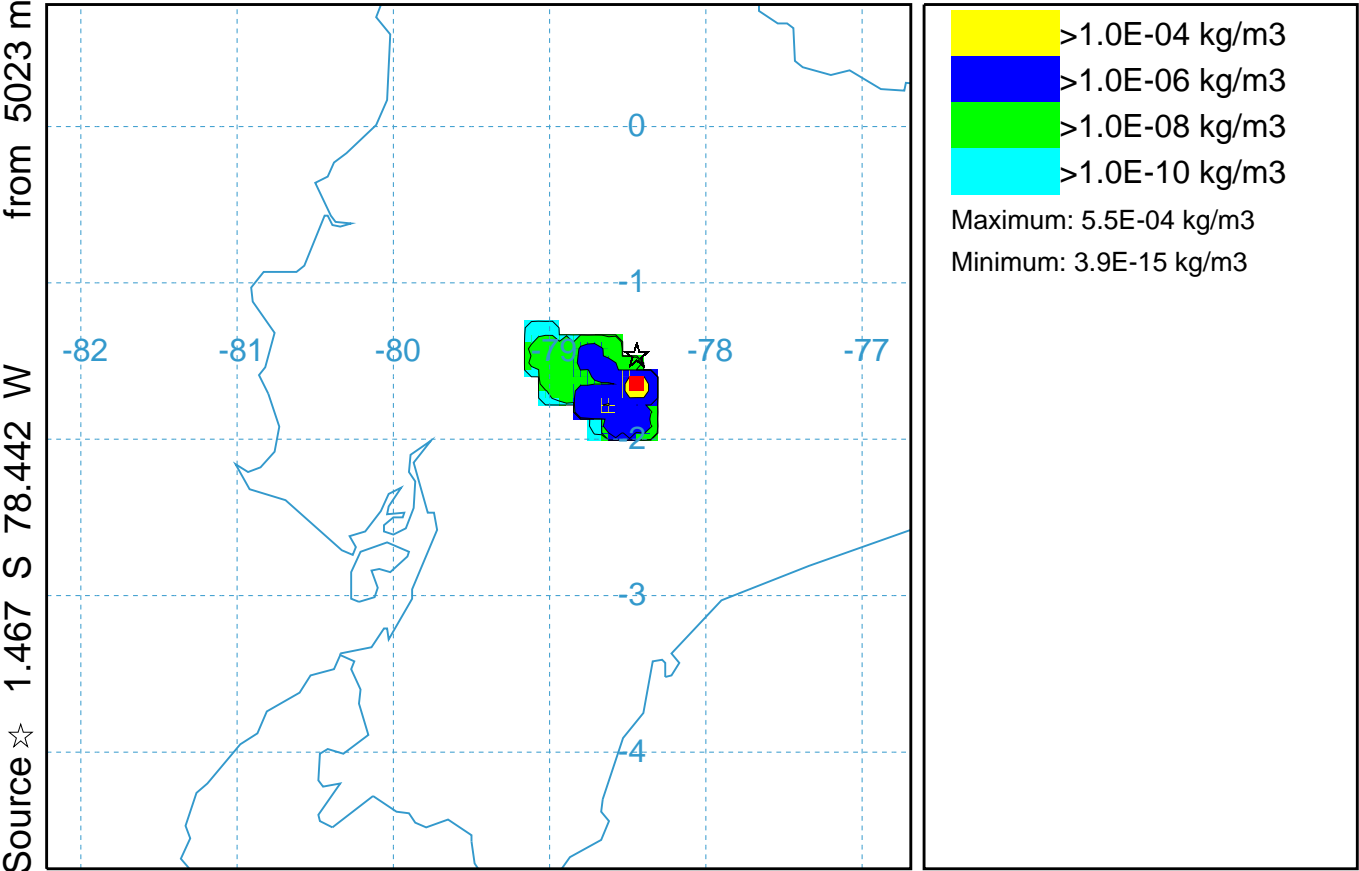 Source ☆ 1.467 S 78.442 W from 5023 m
0
-1
-82 -81 -80 -79 -78 -77
-2
-3
-4
>1.0E-04 kg/m3
>1.0E-06 kg/m3
>1.0E-08 kg/m3
>1.0E-10 kg/m3
Maximum: 5.5E-04 kg/m3
Minimum: 3.9E-15 kg/m3